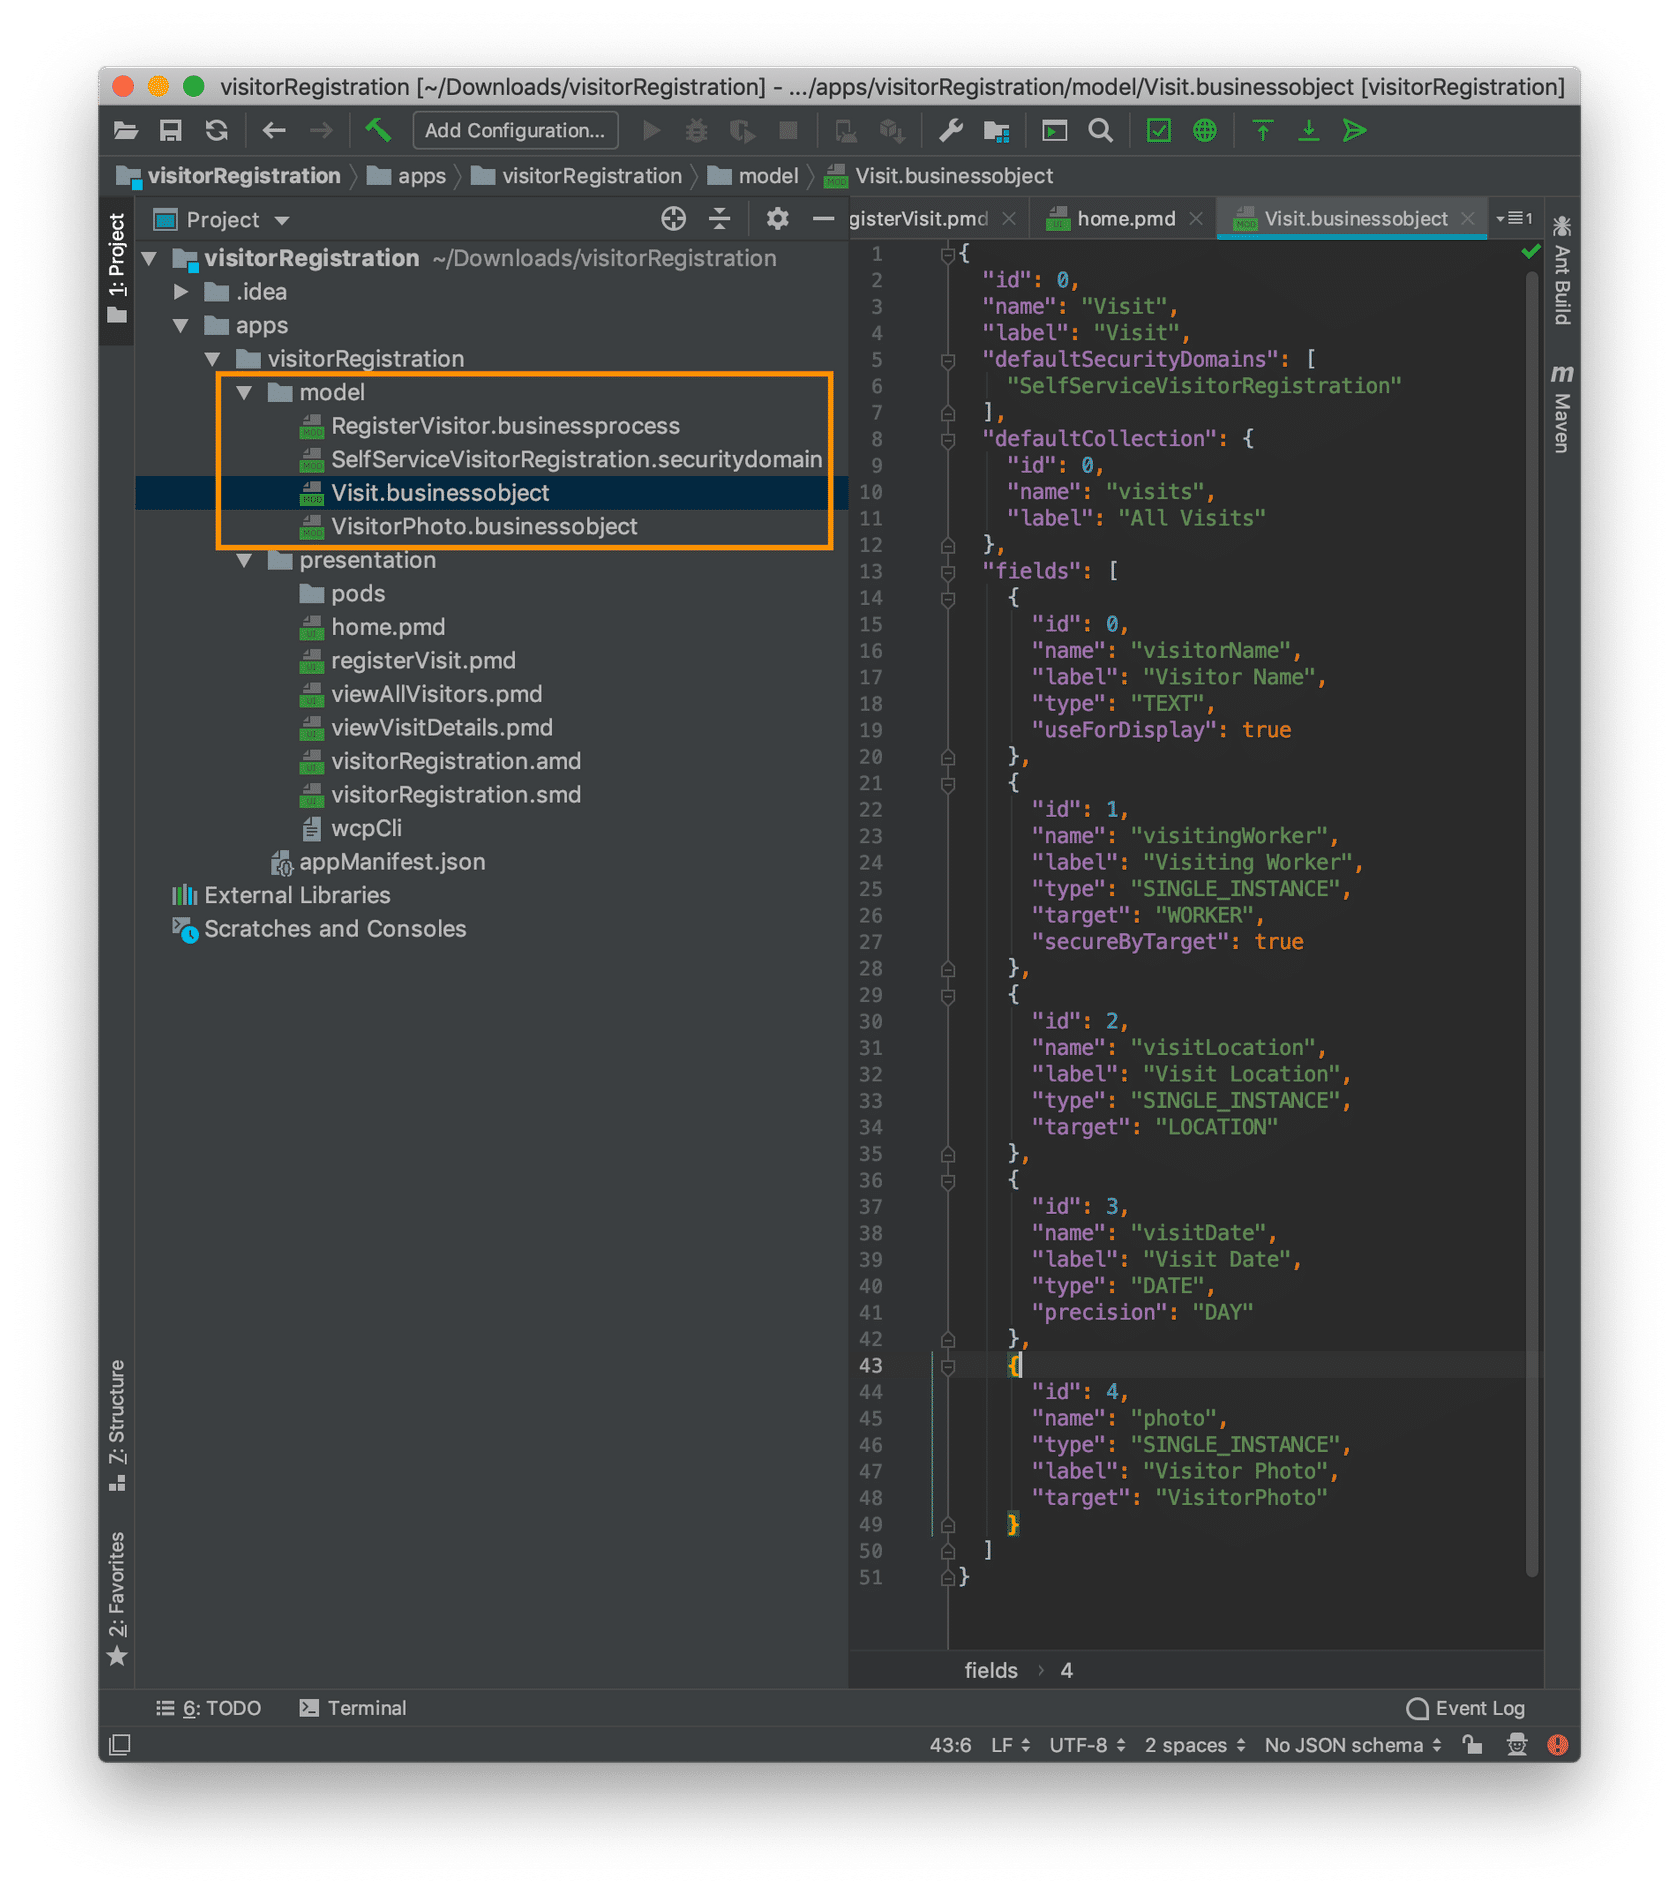 visitorRegistration [~/Downloads/visitorRegistration] - .../apps/visitorRegistration/model/Visit.businessobject [visitorRegistration]
Add Configuration...
visitorRegistration apps visitorRegistration model Visit.businessobject
1: Project
Project
gisterVisit.pmd home.pmd Visit.businessobject 1
visitorRegistration ~/Downloads/visitorRegistration
.idea
apps
visitorRegistration
model
MOD RegisterVisitor.businessprocess
MOD SelfServiceVisitorRegistration.securitydomain
MOD Visit.businessobject
MOD VisitorPhoto.businessobject
presentation
pods
UI home.pmd
UI registerVisit.pmd
UI viewAllVisitors.pmd
UI viewVisitDetails.pmd
UI visitorRegistration.amd
UI visitorRegistration.smd
wcpCli
appManifest.json
External Libraries
Scratches and Consoles
7: Structure
2: Favorites
1 {
2 "id": 0,
3 "name": "Visit",
4 "label": "Visit",
5 "defaultSecurityDomains": [
6 "SelfServiceVisitorRegistration"
7 ],
8 "defaultCollection": {
9 "id": 0,
10 "name": "visits",
11 "label": "All Visits"
12 },
13 "fields": [
14 {
15 "id": 0,
16 "name": "visitorName",
17 "label": "Visitor Name",
18 "type": "TEXT",
19 "useForDisplay": true
20 },
21 {
22 "id": 1,
23 "name": "visitingWorker",
24 "label": "Visiting Worker",
25 "type": "SINGLE_INSTANCE",
26 "target": "WORKER",
27 "secureByTarget": true
28 },
29 {
30 "id": 2,
31 "name": "visitLocation",
32 "label": "Visit Location",
33 "type": "SINGLE_INSTANCE",
34 "target": "LOCATION"
35 },
36 {
37 "id": 3,
38 "name": "visitDate",
39 "label": "Visit Date",
40 "type": "DATE",
41 "precision": "DAY"
42 },
43 {
44 "id": 4,
45 "name": "photo",
46 "type": "SINGLE_INSTANCE",
47 "label": "Visitor Photo",
48 "target": "VisitorPhoto"
49 }
50 ]
51 }
Ant Build
m Maven
fields › 4
6: TODO Terminal Event Log
43:6 LF UTF-8 2 spaces No JSON schema